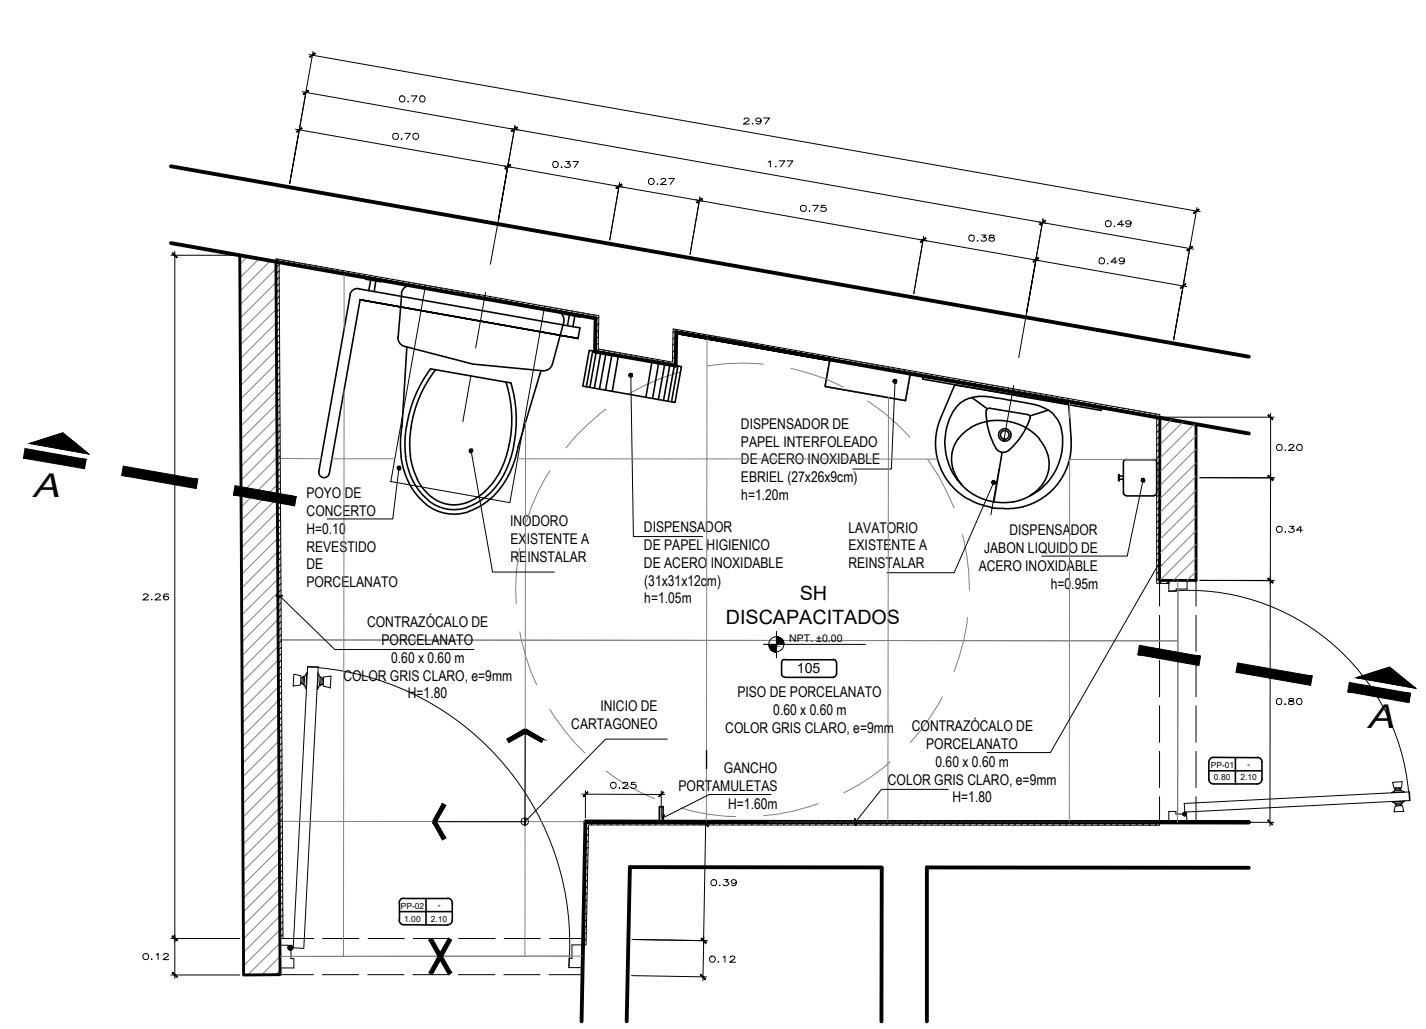 0.70
2.97
0.70
1.77
0.37
0.27
0.75
0.49
0.38
0.49
A
POYO DE
CONCERTO
H=0.10
REVESTIDO
DE
PORCELANATO
INODORO
EXISTENTE A
REINSTALAR
DISPENSADOR
DE PAPEL HIGIENICO
DE ACERO INOXIDABLE
(31x31x12cm)
h=1.05m
DISPENSADOR DE
PAPEL INTERFOLEADO
DE ACERO INOXIDABLE
EBRIEL (27x26x9cm)
h=1.20m
LAVATORIO
EXISTENTE A
REINSTALAR
DISPENSADOR
JABON LIQUIDO DE
ACERO INOXIDABLE
h=0.95m
0.20
0.34
0.80
2.26
0.12
CONTRAZÓCALO DE
PORCELANATO
0.60 x 0.60 m
COLOR GRIS CLARO, e=9mm
H=1.80
SH
DISCAPACITADOS
NPT. ±0.00
105
PISO DE PORCELANATO
0.60 x 0.60 m
COLOR GRIS CLARO, e=9mm
INICIO DE
CARTAGONEO
CONTRAZÓCALO DE
PORCELANATO
0.60 x 0.60 m
COLOR GRIS CLARO, e=9mm
H=1.80
GANCHO
PORTAMULETAS
H=1.60m
0.25
A
PP-01 -
0.80 2.10
PP-02 -
1.00 2.10
0.39
0.12